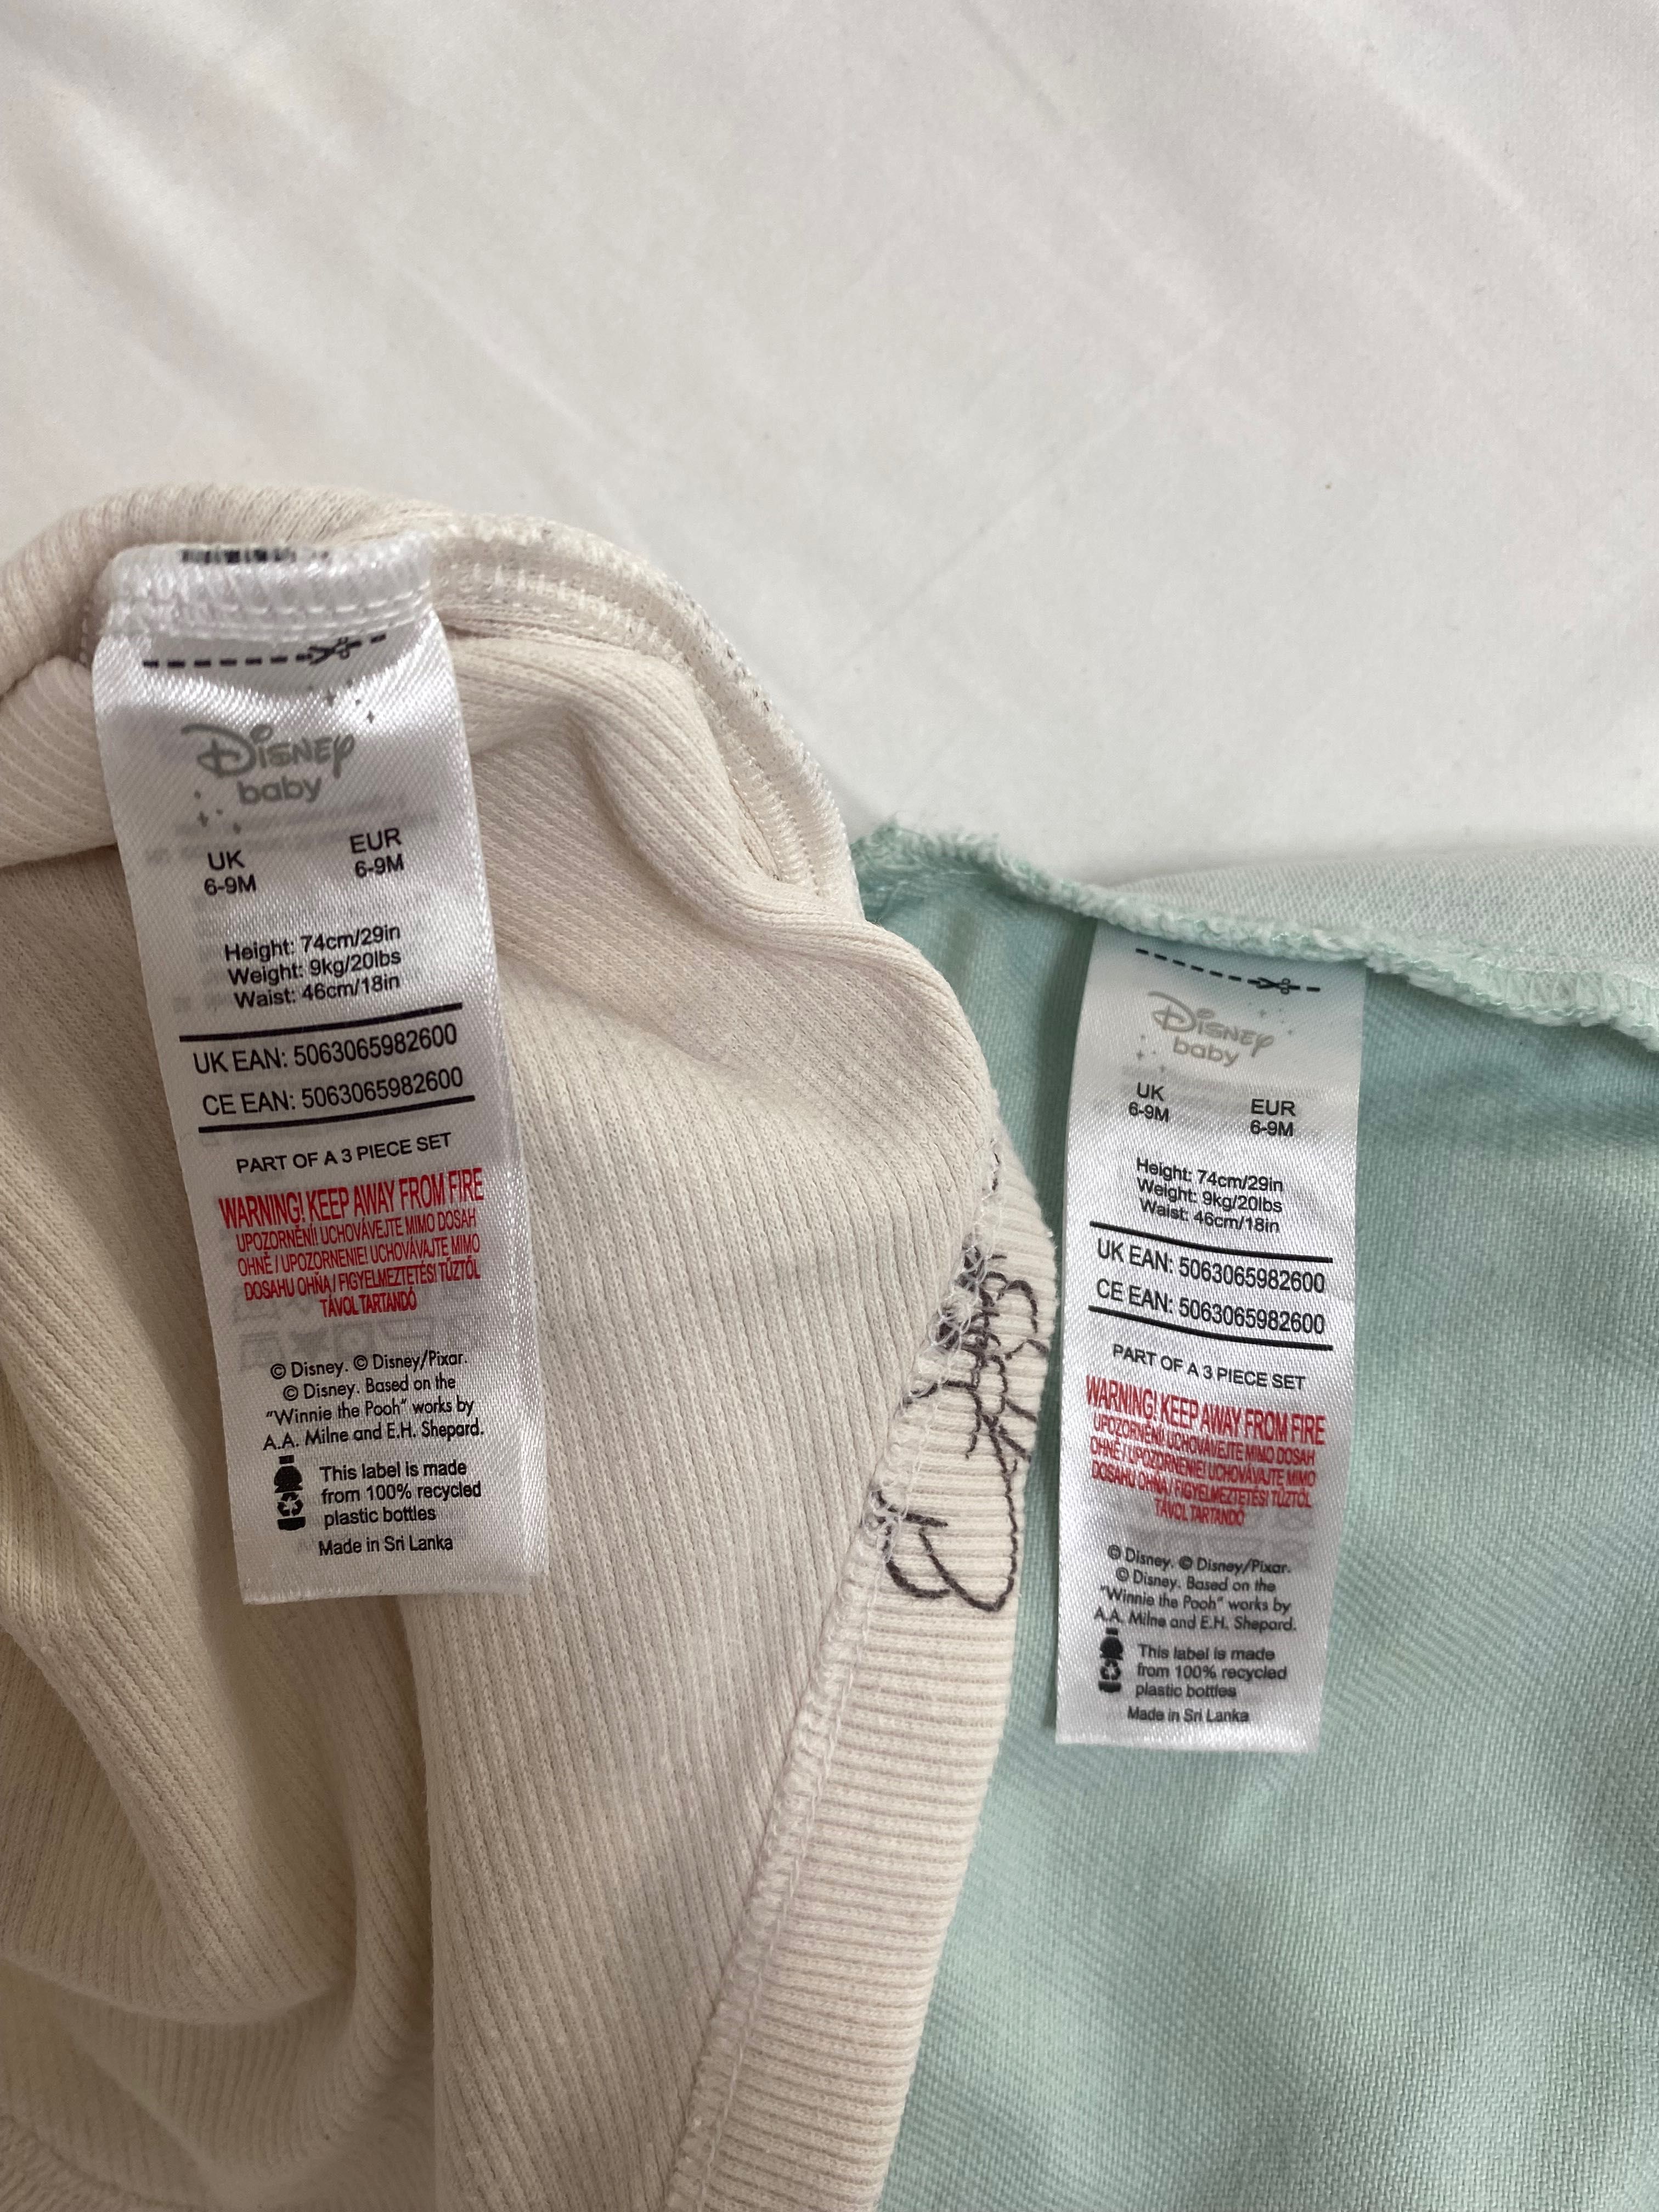 Disney
baby
UK EUR
6-9M 6-9M
Height: 74cm/29in
Weight: 9kg/20lbs
Waist: 46cm/18in
UK EAN: 5063065982600
CE EAN: 5063065982600
PART OF A 3 PIECE SET
WARNING! KEEP AWAY FROM FIRE
UPOZORNĚNÍ! UCHOVÁVEJTE MIMO DOSAH
OHNĚ / UPOZORNENIE! UCHOVÁVAJTE MIMO
DOSAHU OHŇA / FIGYELMEZTETÉS! TŰZTŐL
TÁVOL TARTANDÓ
© Disney. © Disney/Pixar.
© Disney. Based on the
"Winnie the Pooh" works by
A.A. Milne and E.H. Shepard.
This label is made
from 100% recycled
plastic bottles
Made in Sri Lanka
Disney
baby
UK EUR
6-9M 6-9M
Height: 74cm/29in
Weight: 9kg/20lbs
Waist: 46cm/18in
UK EAN: 5063065982600
CE EAN: 5063065982600
PART OF A 3 PIECE SET
WARNING! KEEP AWAY FROM FIRE
UPOZORNĚNÍ! UCHOVÁVEJTE MIMO DOSAH
OHNĚ / UPOZORNENIE! UCHOVÁVAJTE MIMO
DOSAHU OHŇA / FIGYELMEZTETÉS! TŰZTŐL
TÁVOL TARTANDÓ
© Disney. © Disney/Pixar.
© Disney. Based on the
"Winnie the Pooh" works by
A.A. Milne and E.H. Shepard.
This label is made
from 100% recycled
plastic bottles
Made in Sri Lanka